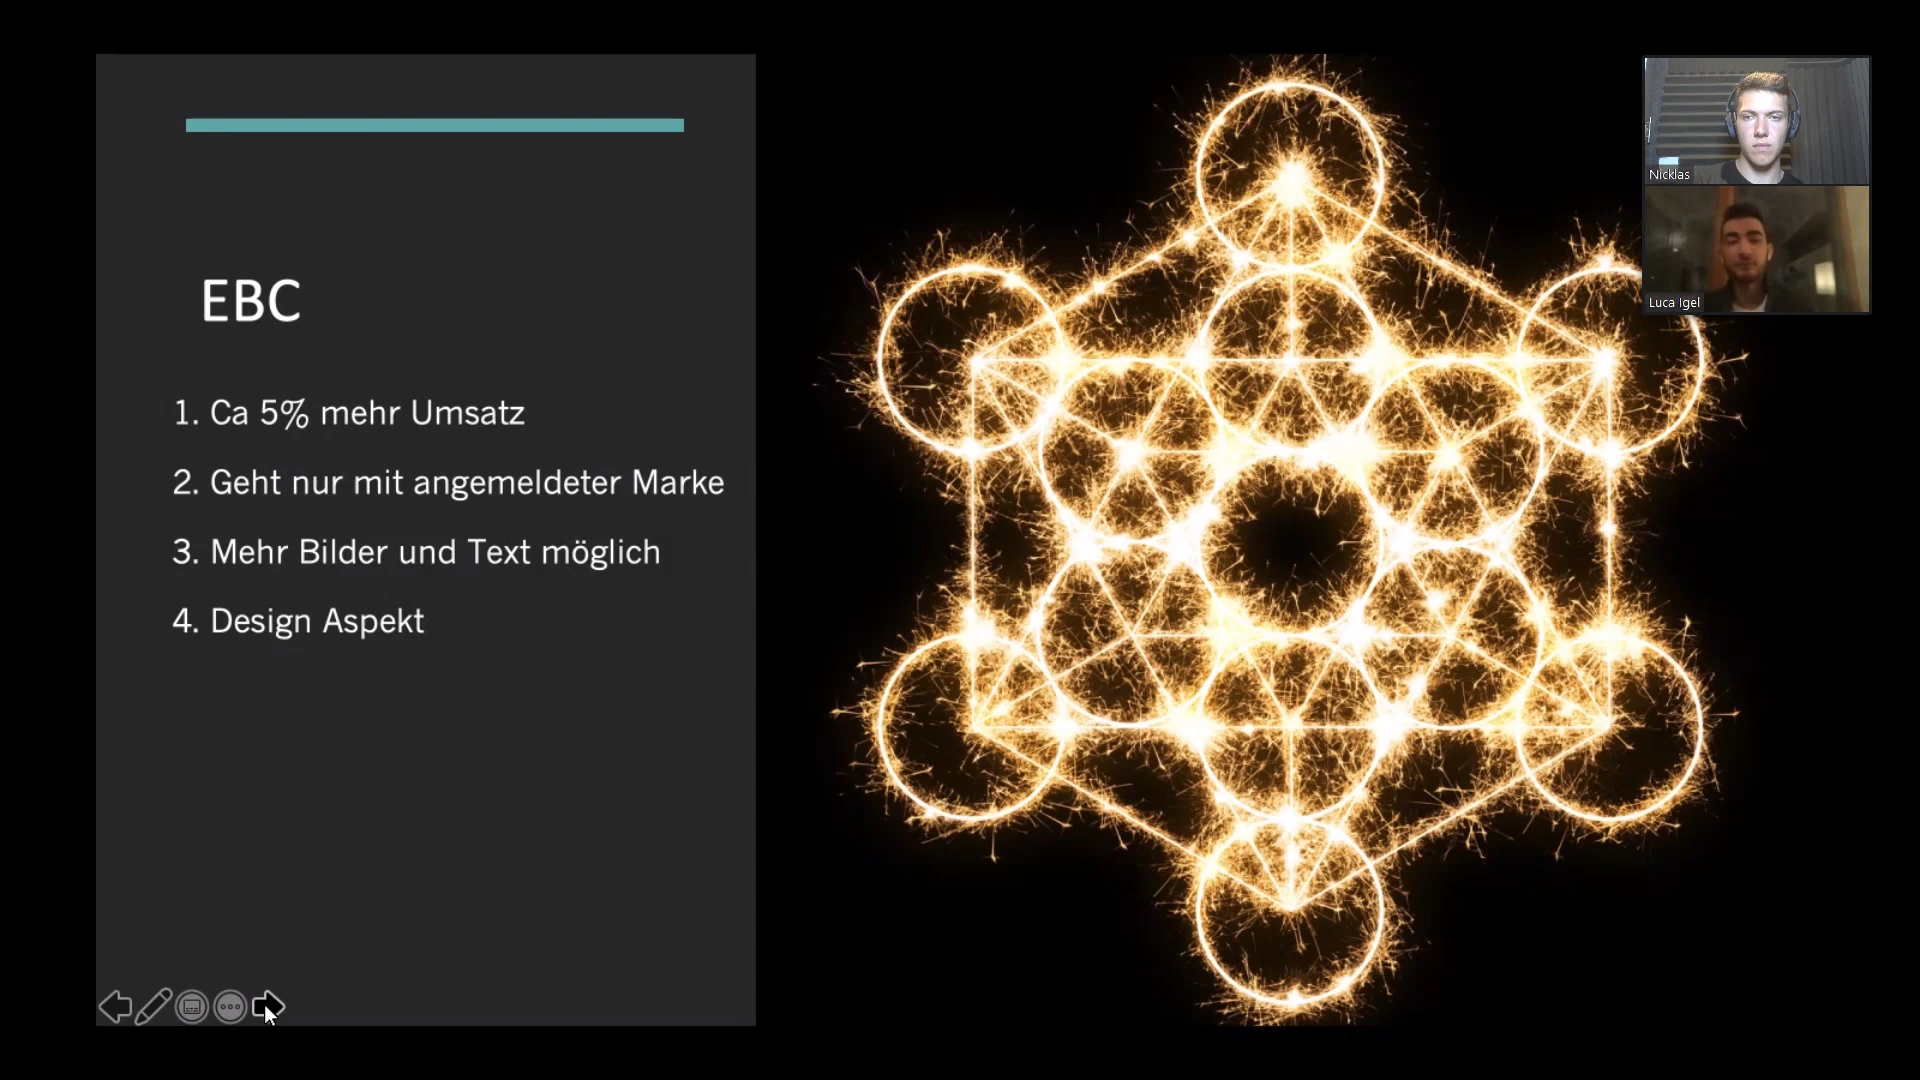 EBC
1. Ca 5% mehr Umsatz
2. Geht nur mit angemeldeter Marke
3. Mehr Bilder und Text möglich
4. Design Aspekt
Nicklas
Luca Igel